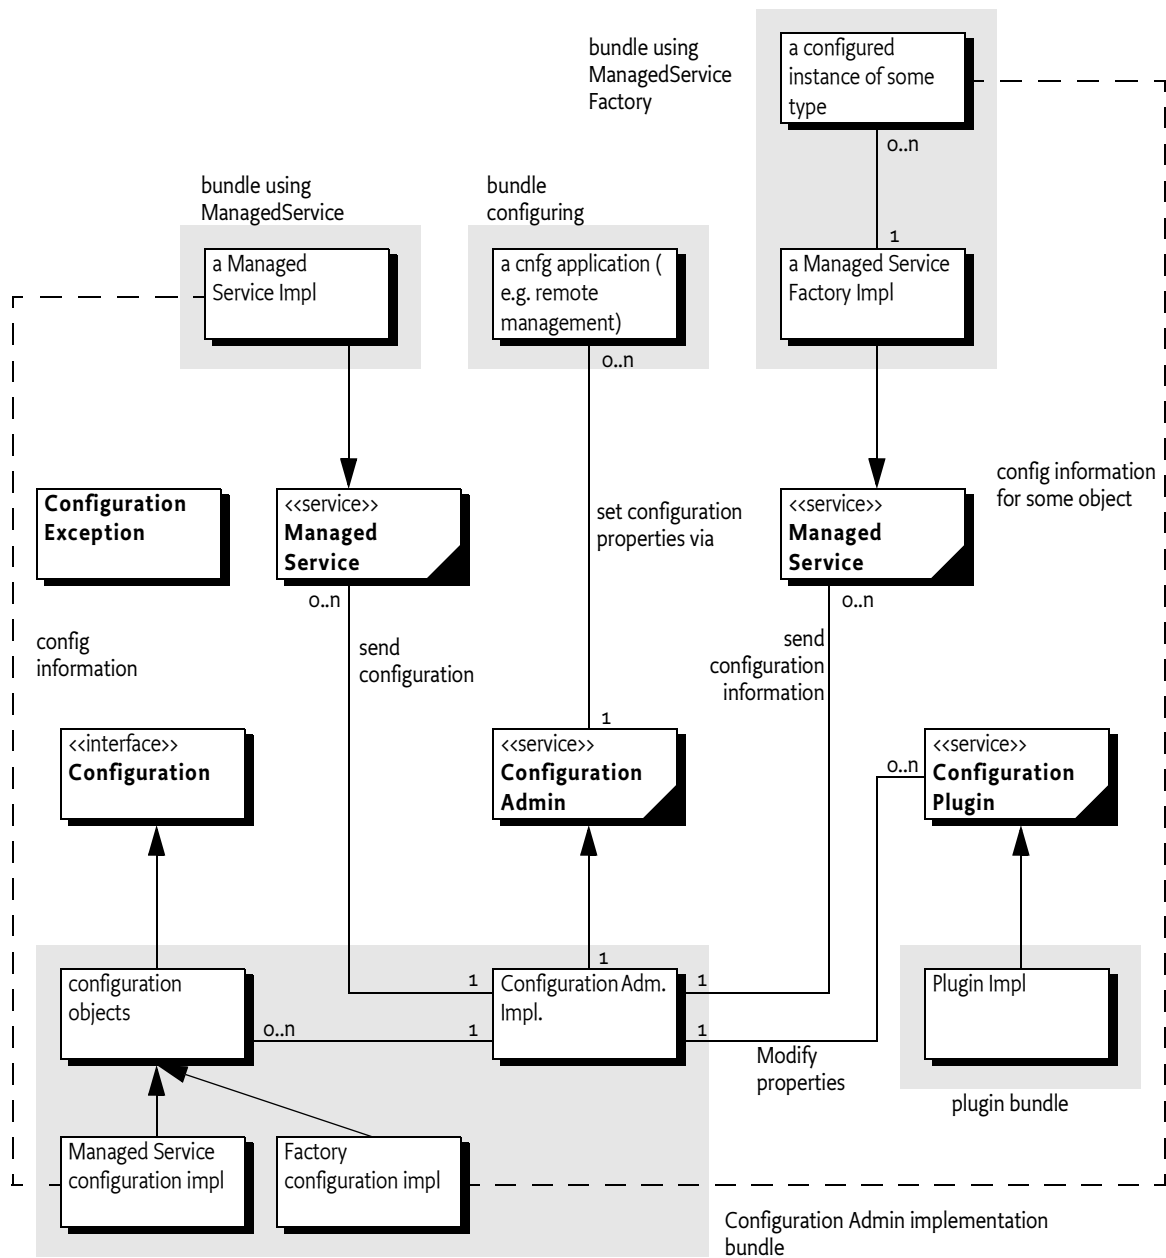 bundle using
ManagedService
Factory
a configured
instance of some
type
o..n
bundle using
ManagedService
bundle
configuring
1
a Managed
Service Impl
a cnfg application (
e.g. remote
management)
a Managed Service
Factory Impl
o..n
config information
for some object
Configuration
Exception
<<service>>
Managed
Service
set configuration
properties via
<<service>>
Managed
Service
o..n
o..n
config
information
send
configuration
send
configuration
information
1
<<interface>>
Configuration
<<service>>
Configuration
Admin
o..n
<<service>>
Configuration
Plugin
1
configuration
objects
1
Configuration Adm.
Impl.
1
Plugin Impl
o..n
1
1
Modify
properties
plugin bundle
Managed Service
configuration impl
Factory
configuration impl
Configuration Admin implementation
bundle